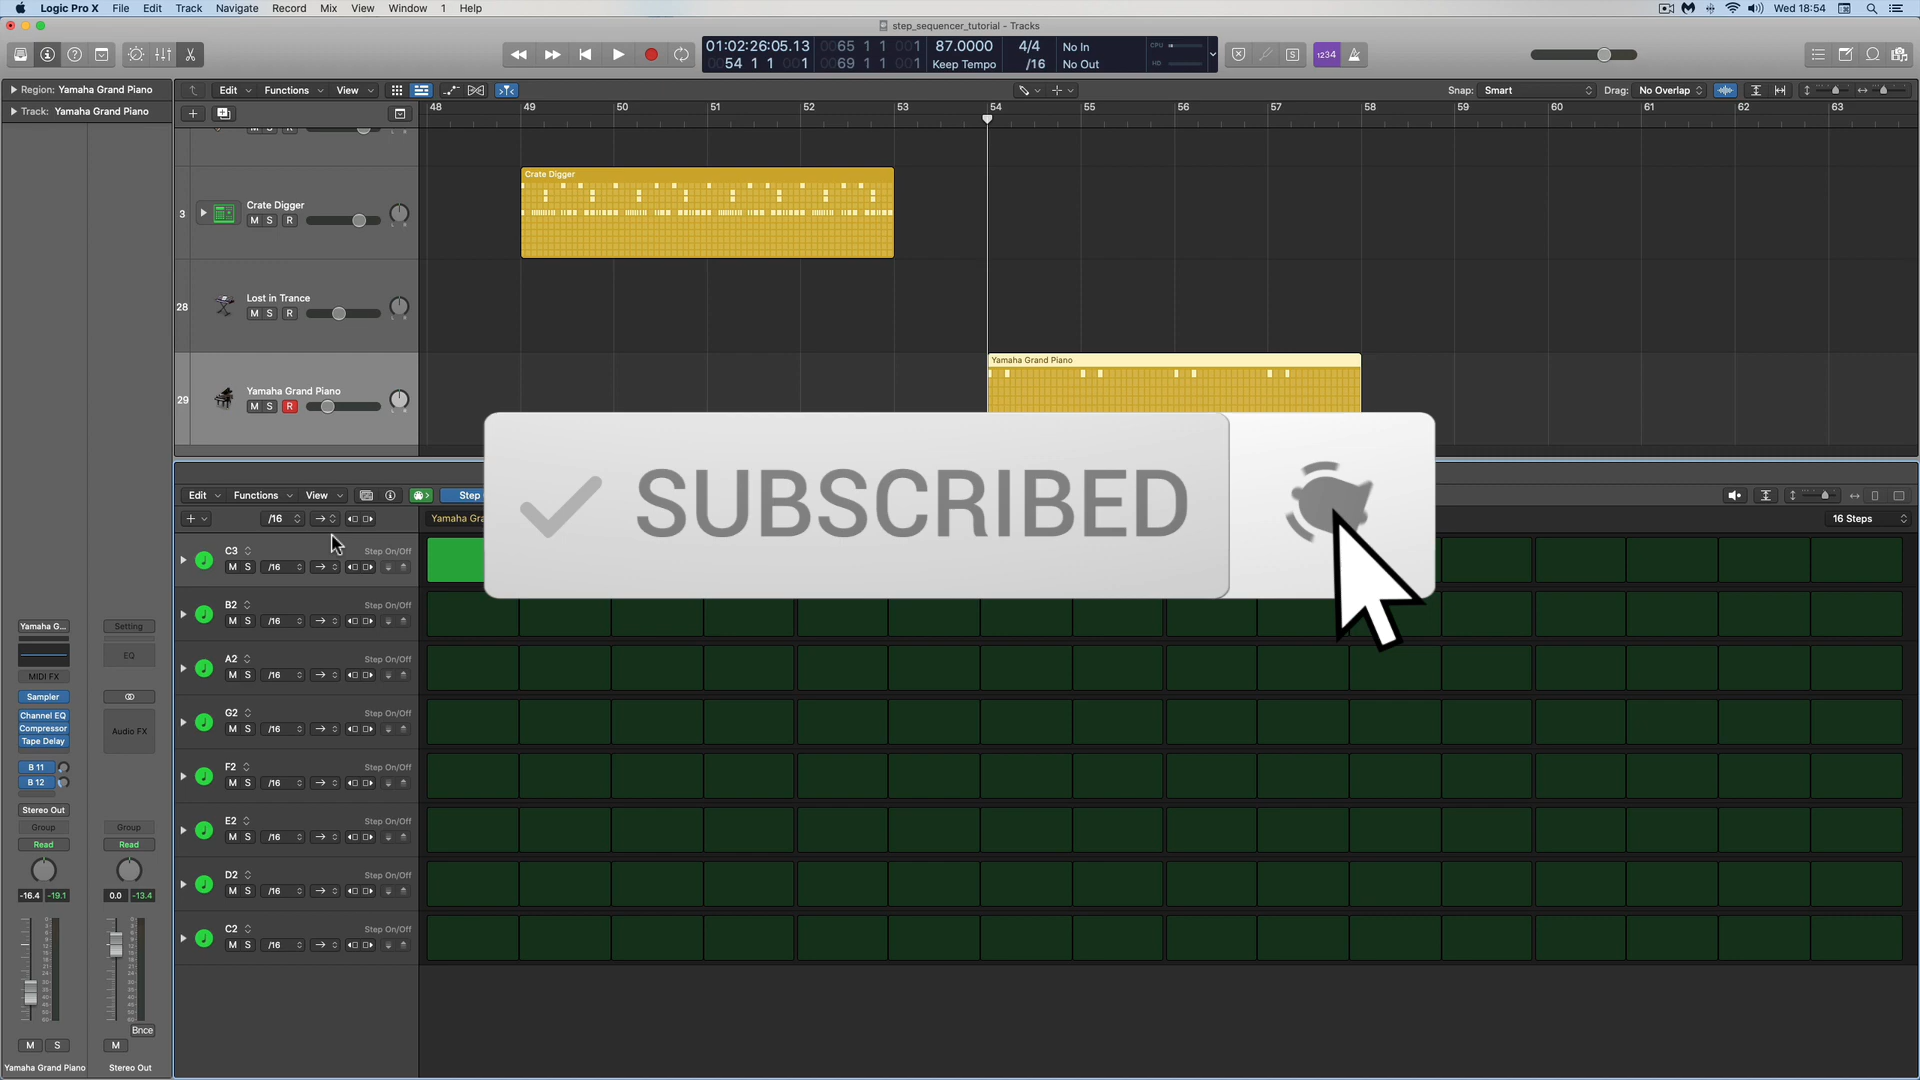 Logic Pro X File Edit Track Navigate Record Mix View Window 1 Help Wed 18:54
step_sequencer_tutorial - Tracks
01:02:26:05.13 0065 1 1 001 87.0000 4/4 No In CPU
0054 1 1 001 0069 1 1 001 Keep Tempo /16 No Out HD
1234
Region: Yamaha Grand Piano
Edit Functions View Snap: Smart Drag: No Overlap
Track: Yamaha Grand Piano
48 49 50 51 52 53 54 55 56 57 58 59 60 61 62 63
M S R
Crate Digger
3 Crate Digger
M S R
28 Lost in Trance
M S R
Yamaha Grand Piano
29 Yamaha Grand Piano
M S R
SUBSCRIBED
Edit Functions View Step
/16 Yamaha Gra 16 Steps
C3 Step On/Off
M S /16
B2 Step On/Off
M S /16
A2 Step On/Off
M S /16
G2 Step On/Off
M S /16
F2 Step On/Off
M S /16
E2 Step On/Off
M S /16
D2 Step On/Off
M S /16
C2 Step On/Off
M S /16
Yamaha G... Setting
EQ
MIDI FX
Sampler
Channel EQ
Compressor Audio FX
Tape Delay
B 11
B 12
Stereo Out
Group Group
Read Read
-16.4 -19.1 0.0 -13.4
Bnce
M S M
Yamaha Grand Piano Stereo Out